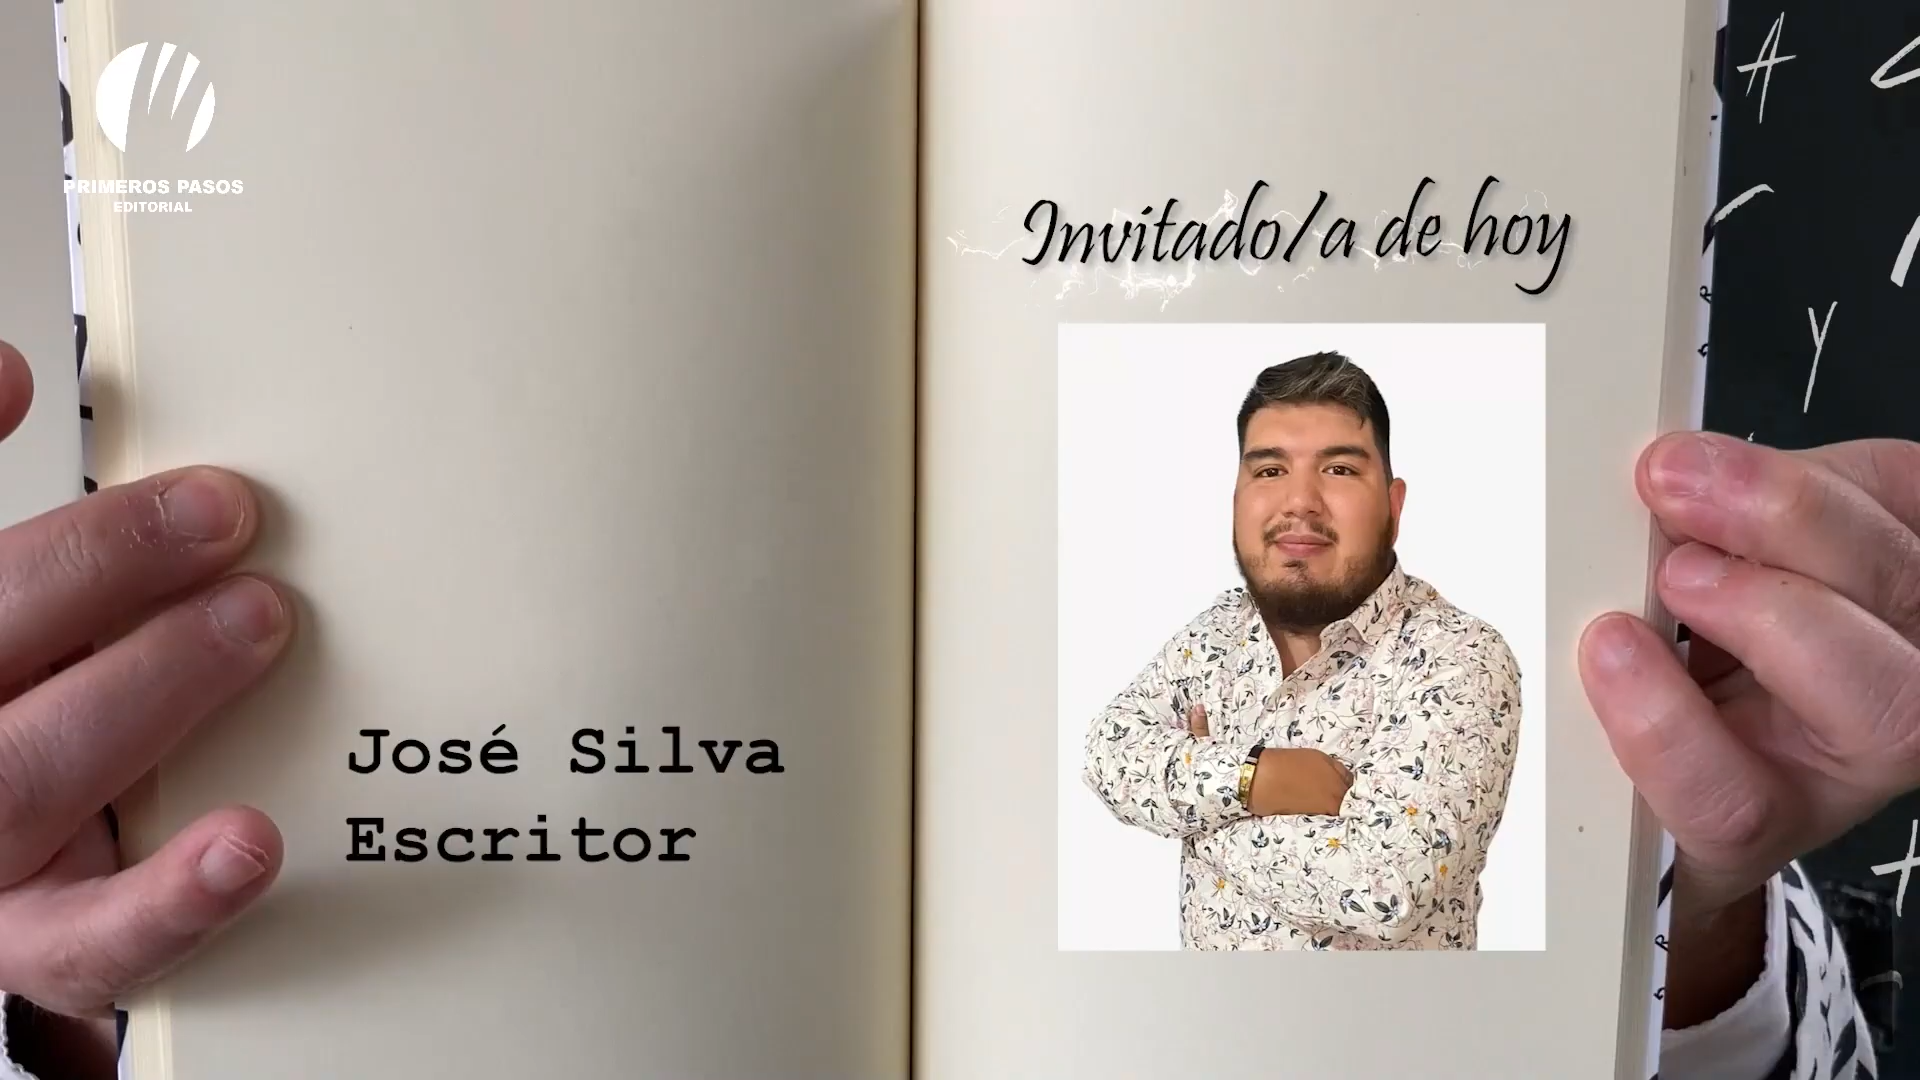 PRIMEROS PASOS
EDITORIAL
José Silva
Escritor
Invitado/a de hoy
A
Y